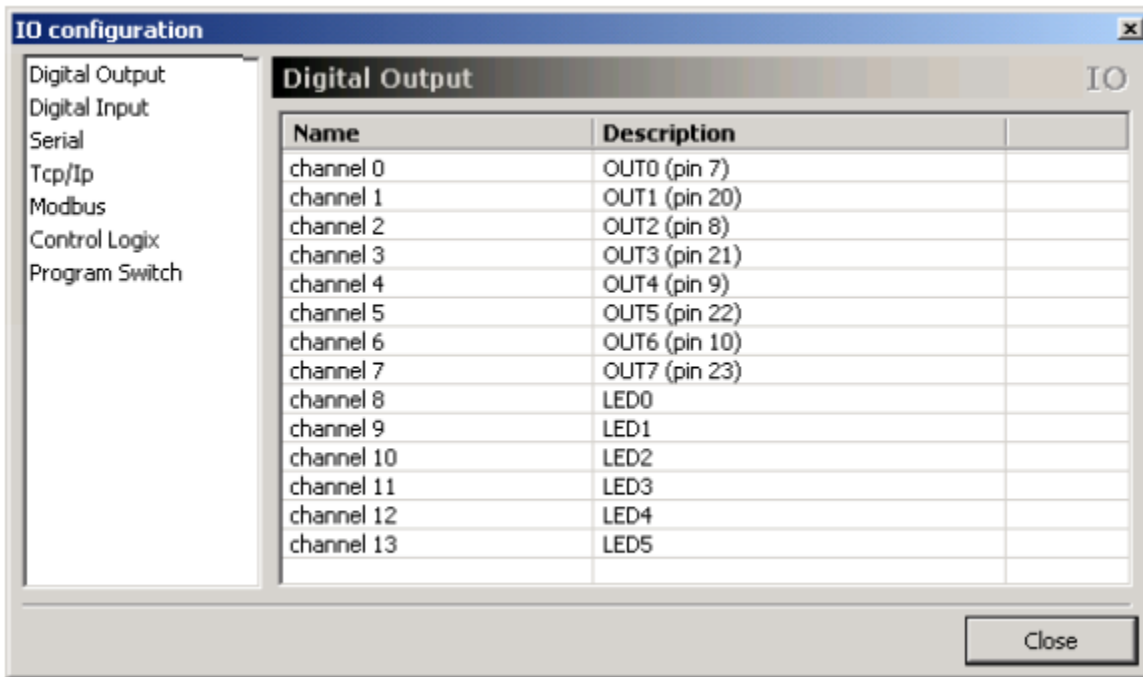 IO configuration
Digital Output
Digital Input
Serial
Tcp/Ip
Modbus
Control Logix
Program Switch
Digital Output IO
Name Description
channel 0 OUT0 (pin 7)
channel 1 OUT1 (pin 20)
channel 2 OUT2 (pin 8)
channel 3 OUT3 (pin 21)
channel 4 OUT4 (pin 9)
channel 5 OUT5 (pin 22)
channel 6 OUT6 (pin 10)
channel 7 OUT7 (pin 23)
channel 8 LED0
channel 9 LED1
channel 10 LED2
channel 11 LED3
channel 12 LED4
channel 13 LED5
Close